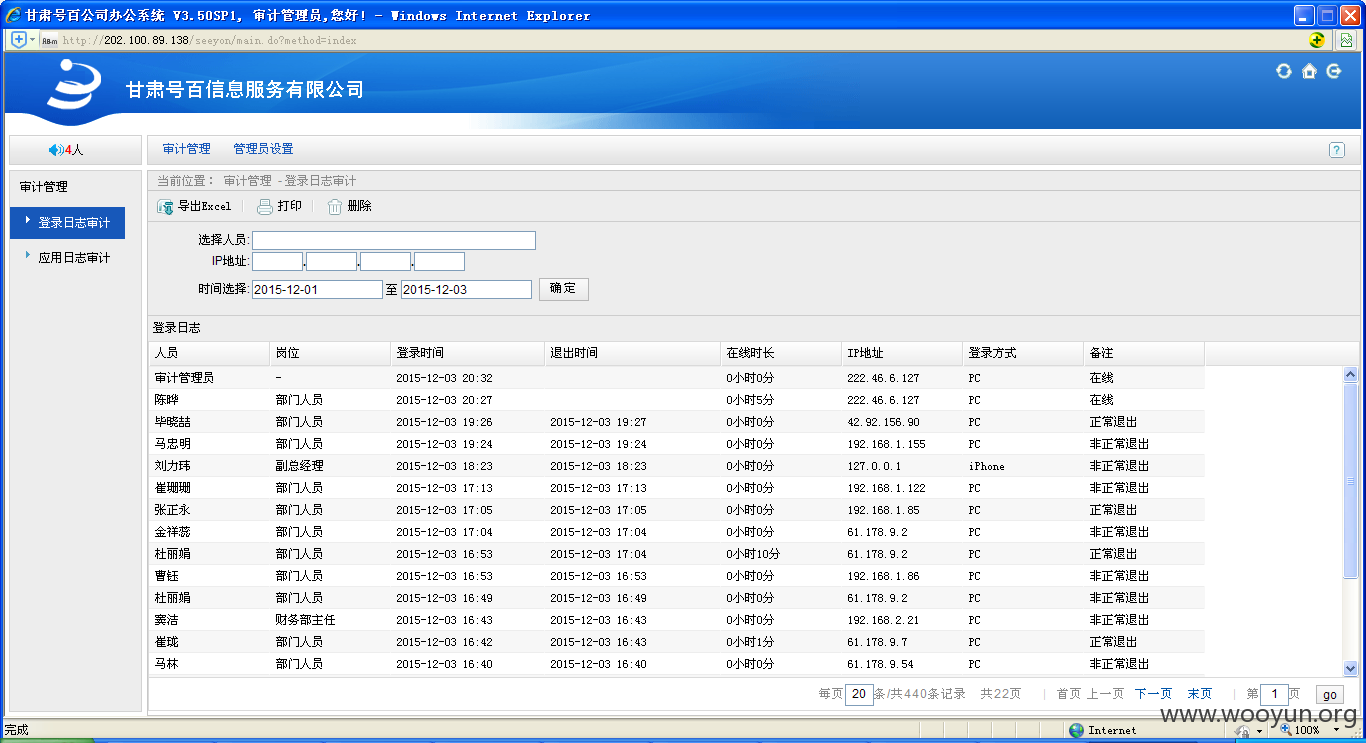 甘肃号百公司办公系统 V3.50SP1, 审计管理员,您好! - Windows Internet Explorer
http://202.100.89.138/seeyon/main.do?method=index
甘肃号百信息服务有限公司
4人 审计管理 管理员设置 ?
审计管理
登录日志审计
应用日志审计
当前位置: 审计管理 - 登录日志审计
导出Excel 打印 删除
选择人员:
IP地址: . . .
时间选择: 2015-12-01 至 2015-12-03 确定
登录日志
人员 岗位 登录时间 退出时间 在线时长 IP地址 登录方式 备注
审计管理员 - 2015-12-03 20:32 0小时0分 222.46.6.127 PC 在线
陈晔 部门人员 2015-12-03 20:27 0小时5分 222.46.6.127 PC 在线
毕晓喆 部门人员 2015-12-03 19:26 2015-12-03 19:27 0小时0分 42.92.156.90 PC 正常退出
马忠明 部门人员 2015-12-03 19:24 2015-12-03 19:24 0小时0分 192.168.1.155 PC 非正常退出
刘力玮 副总经理 2015-12-03 18:23 2015-12-03 18:23 0小时0分 127.0.0.1 iPhone 非正常退出
崔珊珊 部门人员 2015-12-03 17:13 2015-12-03 17:13 0小时0分 192.168.1.122 PC 非正常退出
张正永 部门人员 2015-12-03 17:05 2015-12-03 17:05 0小时0分 192.168.1.85 PC 正常退出
金祥蕊 部门人员 2015-12-03 17:04 2015-12-03 17:04 0小时0分 61.178.9.2 PC 非正常退出
杜丽娟 部门人员 2015-12-03 16:53 2015-12-03 17:04 0小时10分 61.178.9.2 PC 正常退出
曹钰 部门人员 2015-12-03 16:53 2015-12-03 16:53 0小时0分 192.168.1.86 PC 非正常退出
杜丽娟 部门人员 2015-12-03 16:49 2015-12-03 16:49 0小时0分 61.178.9.2 PC 非正常退出
窦洁 财务部主任 2015-12-03 16:43 2015-12-03 16:43 0小时0分 192.168.2.21 PC 非正常退出
崔珑 部门人员 2015-12-03 16:42 2015-12-03 16:43 0小时1分 61.178.9.7 PC 正常退出
马林 部门人员 2015-12-03 16:40 2015-12-03 16:40 0小时0分 61.178.9.54 PC 非正常退出
每页 20 条/共440条记录 共22页 | 首页 上一页 下一页 末页 | 第 1 页 go
www.wooyun.org
完成 Internet 100%